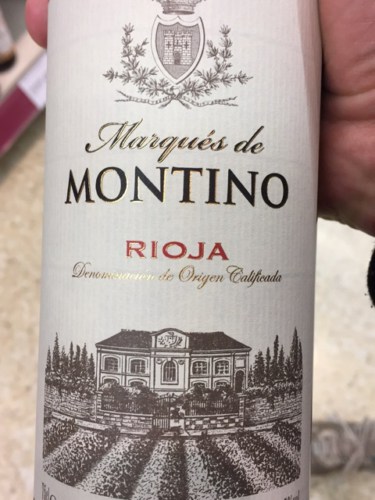 Marqués de
MONTINO
RIOJA
Denominación de Origen Calificada